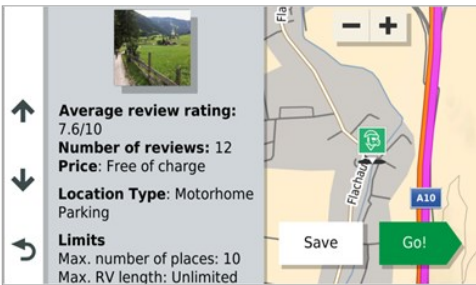 Average review rating:
7.6/10
Number of reviews: 12
Price: Free of charge
Location Type: Motorhome
Parking
Limits
Max. number of places: 10
Max. RV length: Unlimited
Fla
Flachau
A10
Save
Go!